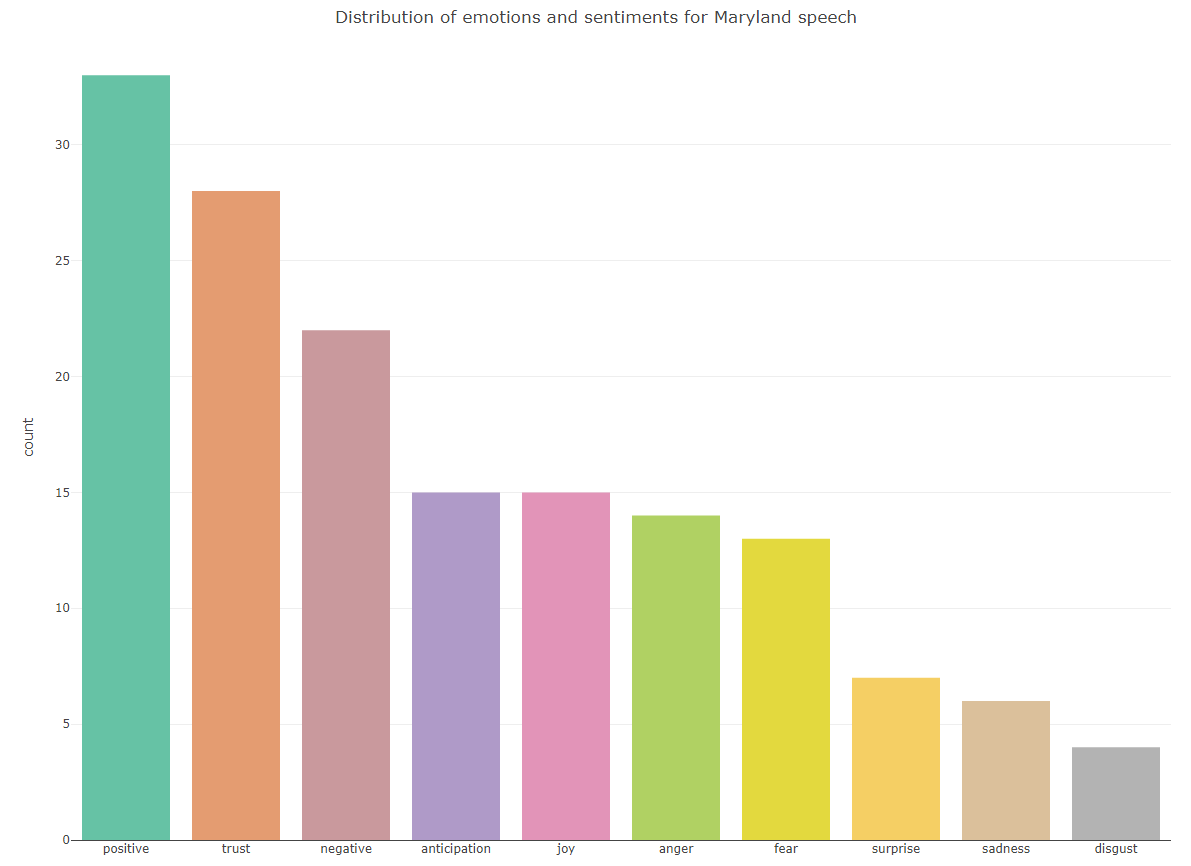 Distribution of emotions and sentiments for Maryland speech
count
30
25
20
15
10
5
0
positive trust negative anticipation joy anger fear surprise sadness disgust